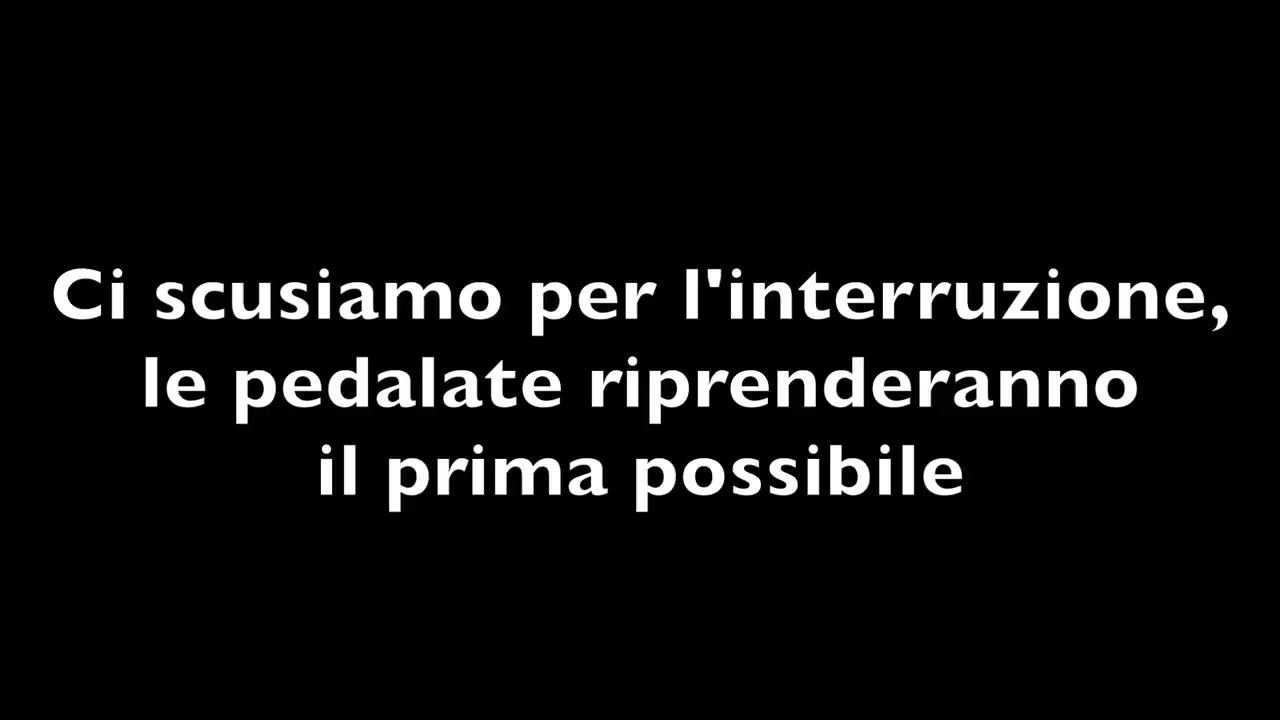 Ci scusiamo per l'interruzione,
le pedalate riprenderanno
il prima possibile